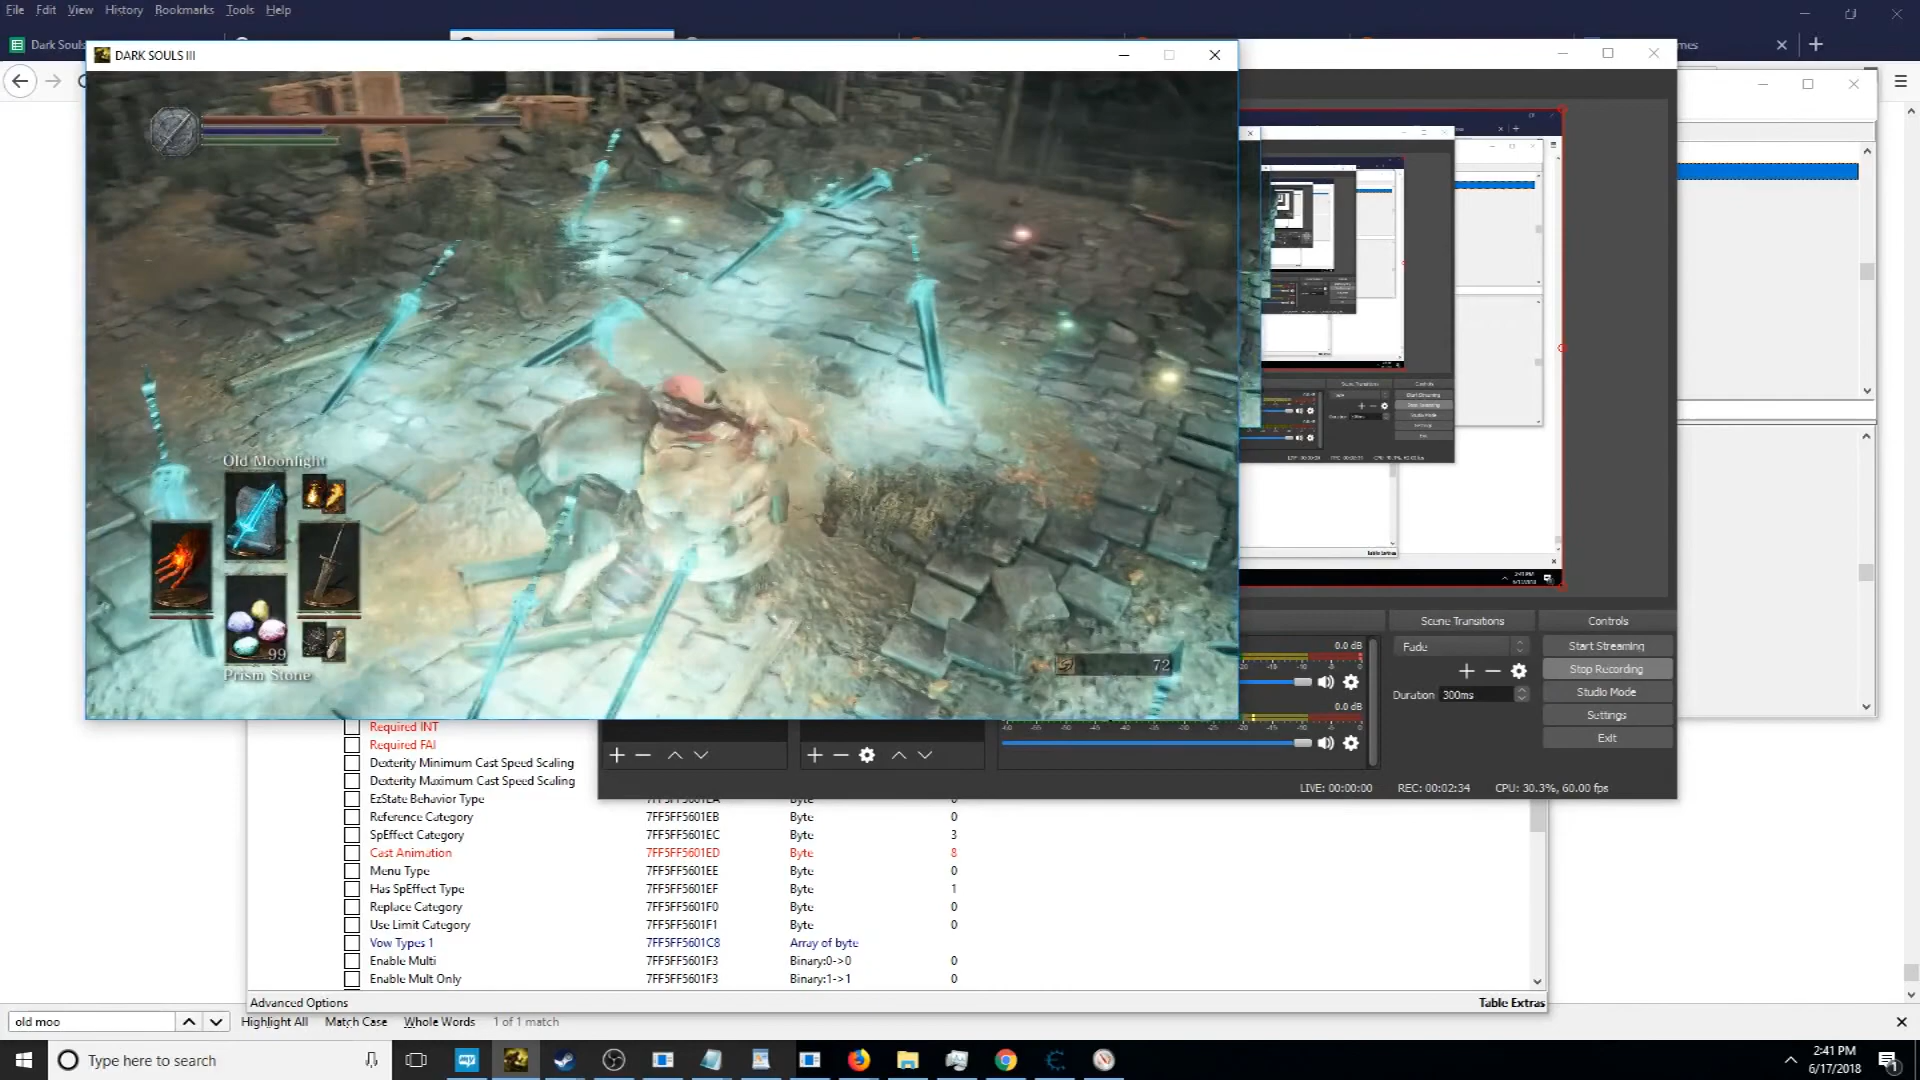 File Edit View History Bookmarks Tools Help
Dark Souls
DARK SOULS III
mes
Old Moonlight
99
Prism Stone
72
0.0 dB
0.0 dB
Scene Transitions
Controls
Fade
Duration 300ms
Start Streaming
Stop Recording
Studio Mode
Settings
Exit
LIVE: 00:00:00 REC: 00:02:34 CPU: 30.3%, 60.00 fps
Required INT
Required FAI
Dexterity Minimum Cast Speed Scaling
Dexterity Maximum Cast Speed Scaling
EzState Behavior Type 7FF5FF5601EA Byte 0
Reference Category 7FF5FF5601EB Byte 0
SpEffect Category 7FF5FF5601EC Byte 3
Cast Animation 7FF5FF5601ED Byte 8
Menu Type 7FF5FF5601EE Byte 0
Has SpEffect Type 7FF5FF5601EF Byte 1
Replace Category 7FF5FF5601F0 Byte 0
Use Limit Category 7FF5FF5601F1 Byte 0
Vow Types 1 7FF5FF5601C8 Array of byte
Enable Multi 7FF5FF5601F3 Binary:0->0 0
Enable Mult Only 7FF5FF5601F3 Binary:1->1 0
Advanced Options Table Extras
old moo Highlight All Match Case Whole Words 1 of 1 match
Type here to search
2:41 PM
6/17/2018